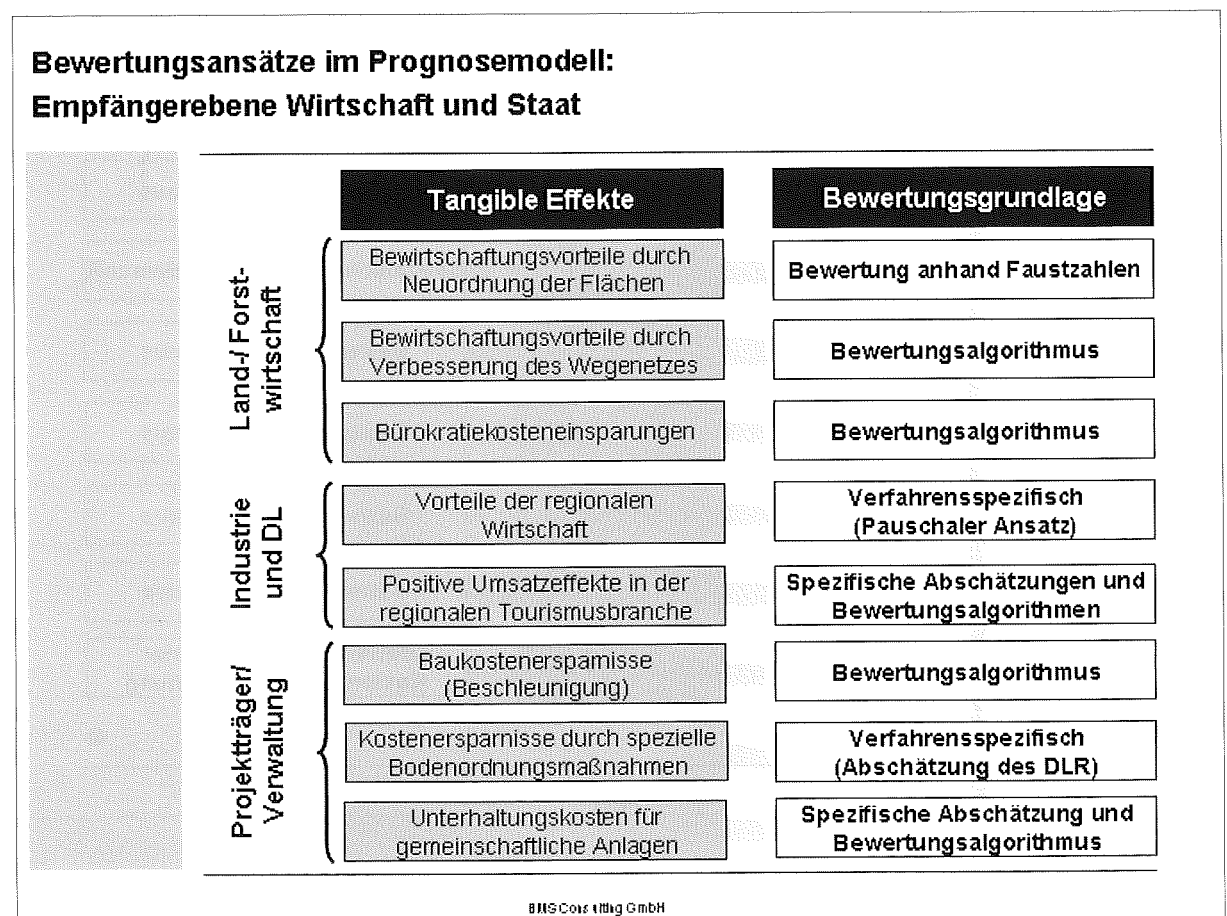 Bewertungsansätze im Prognosemodell:
Empfängerebene Wirtschaft und Staat
Tangible Effekte
Bewertungsgrundlage
Land-/ Forst-
wirtschaft
Bewirtschaftungsvorteile durch
Neuordnung der Flächen
Bewertung anhand Faustzahlen
Bewirtschaftungsvorteile durch
Verbesserung des Wegenetzes
Bewertungsalgorithmus
Bürokratiekosteneinsparungen
Bewertungsalgorithmus
Industrie
und DL
Vorteile der regionalen
Wirtschaft
Verfahrensspezifisch
(Pauschaler Ansatz)
Positive Umsatzeffekte in der
regionalen Tourismusbranche
Spezifische Abschätzungen und
Bewertungsalgorithmen
Projektträger/
Verwaltung
Baukostenersparnisse
(Beschleunigung)
Bewertungsalgorithmus
Kostenersparnisse durch spezielle
Bodenordnungsmaßnahmen
Verfahrensspezifisch
(Abschätzung des DLR)
Unterhaltungskosten für
gemeinschaftliche Anlagen
Spezifische Abschätzung und
Bewertungsalgorithmus
BMS Consulting GmbH